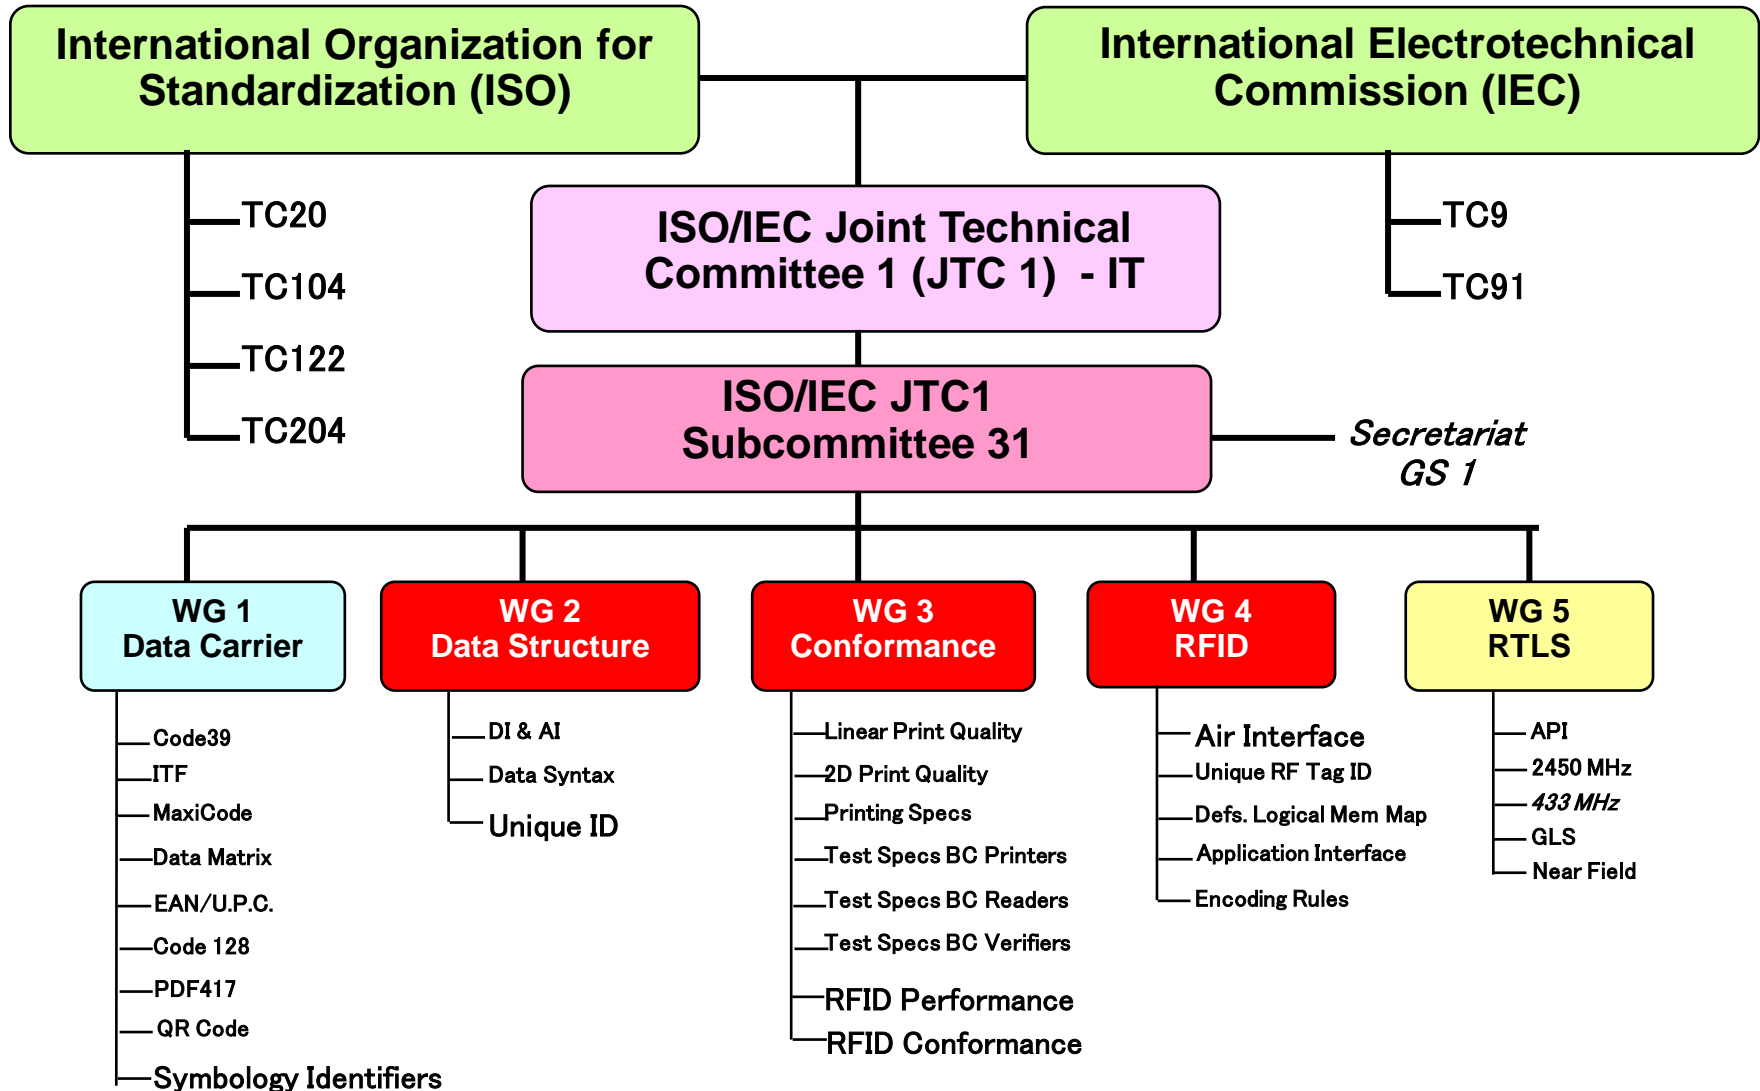 International Organization for
Standardization (ISO)
International Electrotechnical
Commission (IEC)
TC20
TC104
TC122
TC204
ISO/IEC Joint Technical
Committee 1 (JTC 1) - IT
TC9
TC91
ISO/IEC JTC1
Subcommittee 31
Secretariat
GS 1
WG 1
Data Carrier
Code39
ITF
MaxiCode
Data Matrix
EAN/U.P.C.
Code 128
PDF417
QR Code
Symbology Identifiers
WG 2
Data Structure
DI & AI
Data Syntax
Unique ID
WG 3
Conformance
Linear Print Quality
2D Print Quality
Printing Specs
Test Specs BC Printers
Test Specs BC Readers
Test Specs BC Verifiers
RFID Performance
RFID Conformance
WG 4
RFID
Air Interface
Unique RF Tag ID
Defs. Logical Mem Map
Application Interface
Encoding Rules
WG 5
RTLS
API
2450 MHz
433 MHz
GLS
Near Field